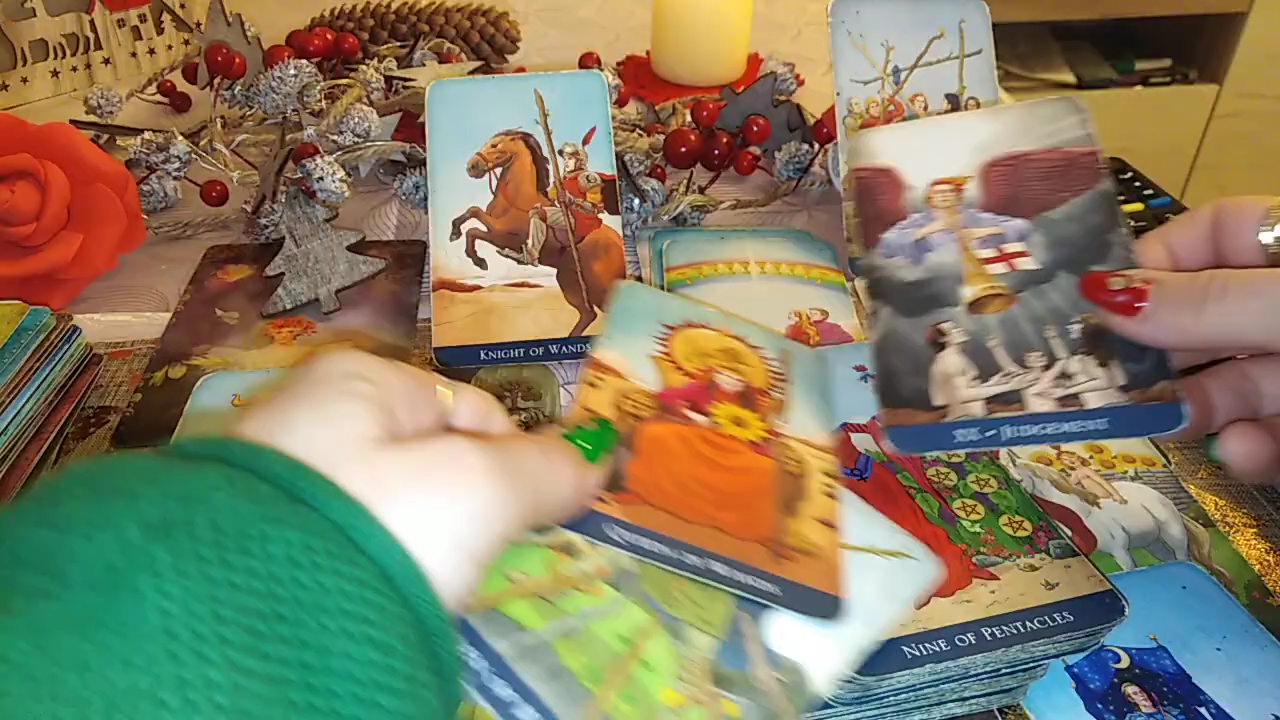 KNIGHT OF WANDS
XX - JUDGEMENT
NINE OF PENTACLES